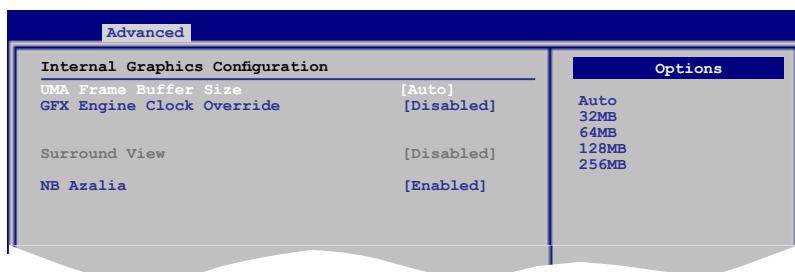 Advanced
Internal Graphics Configuration
UMA Frame Buffer Size [Auto]
GFX Engine Clock Override [Disabled]
Surround View [Disabled]
NB Azalia [Enabled]
Options
Auto
32MB
64MB
128MB
256MB